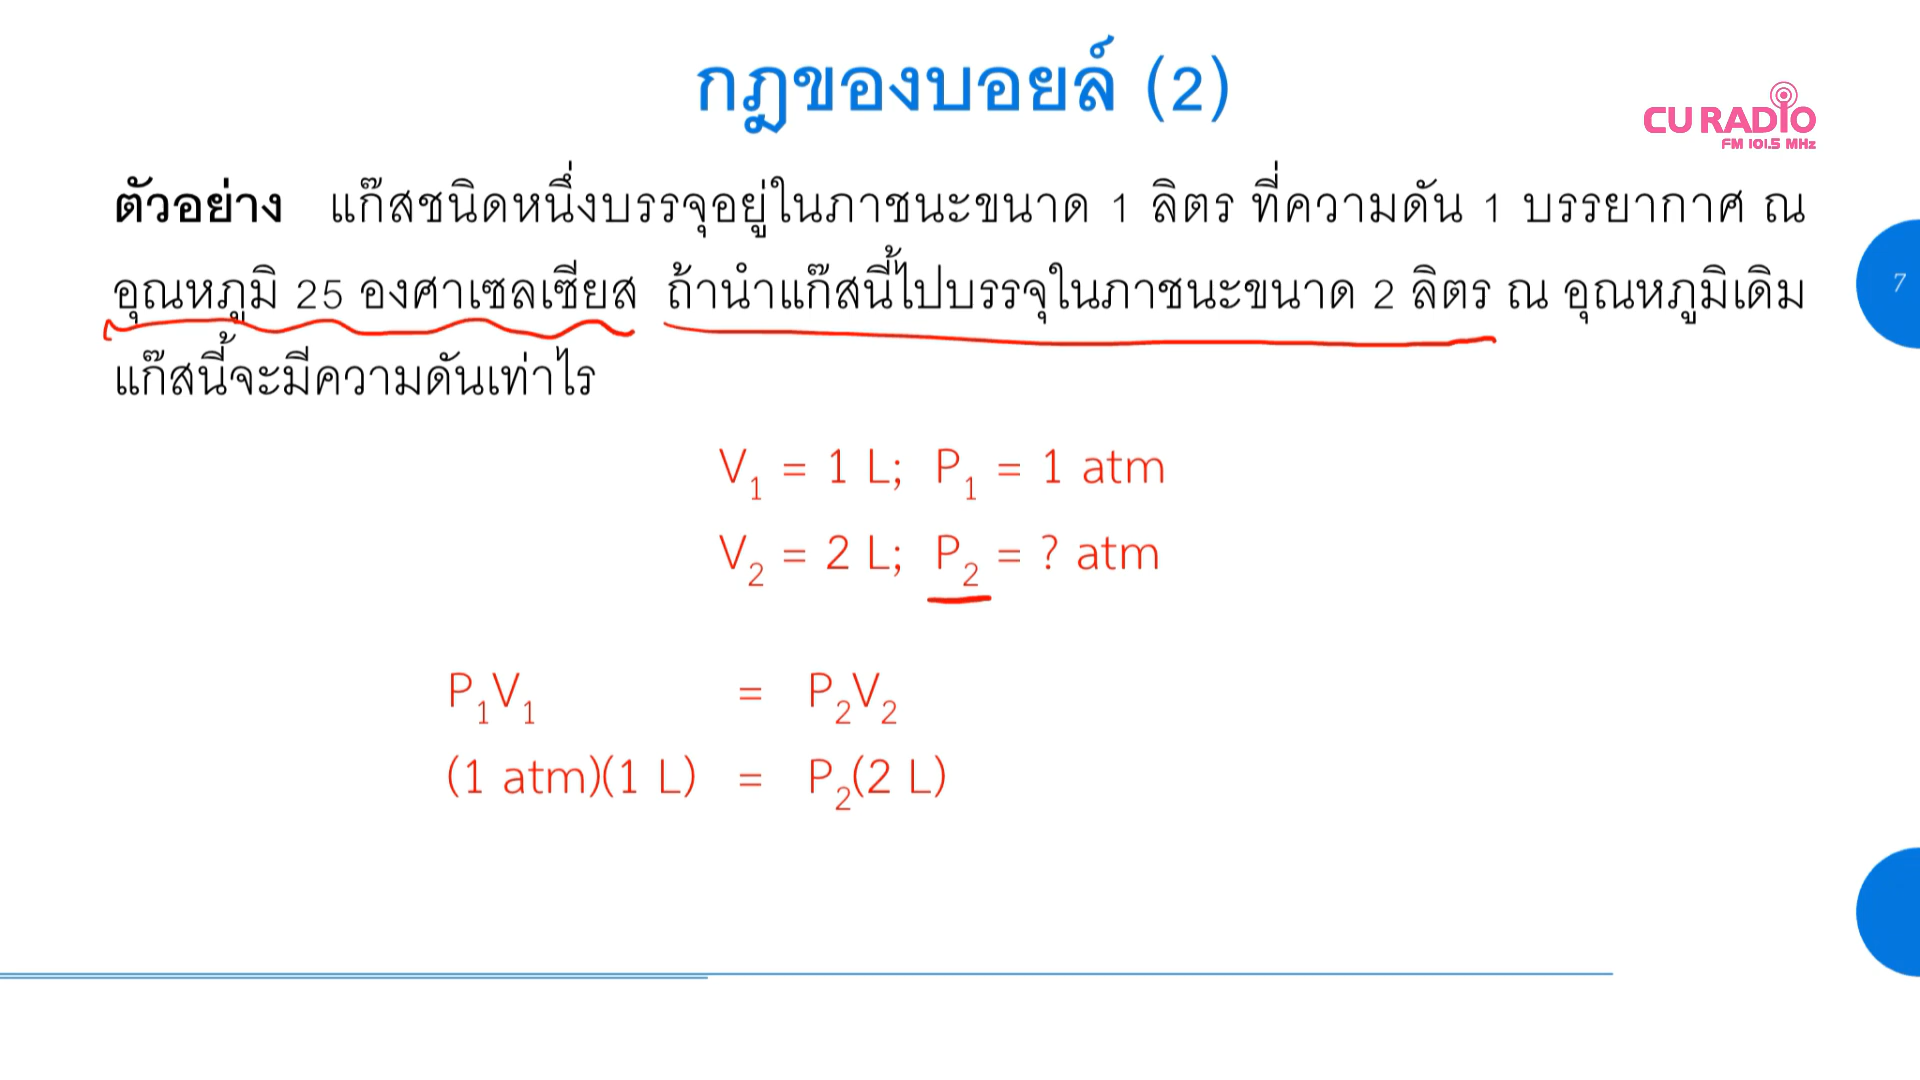 กฎของบอยล์ (2)
CU RADIO
FM 101.5 MHz
ตัวอย่าง แก๊สชนิดหนึ่งบรรจุอยู่ในภาชนะขนาด 1 ลิตร ที่ความดัน 1 บรรยากาศ ณ
อุณหภูมิ 25 องศาเซลเซียส ถ้านำแก๊สนี้ไปบรรจุในภาชนะขนาด 2 ลิตร ณ อุณหภูมิเดิม
7
แก๊สนี้จะมีความดันเท่าไร
V₁ = 1 L; P₁ = 1 atm
V₂ = 2 L; P₂ = ? atm
P₁V₁ = P₂V₂
(1 atm)(1 L) = P₂(2 L)